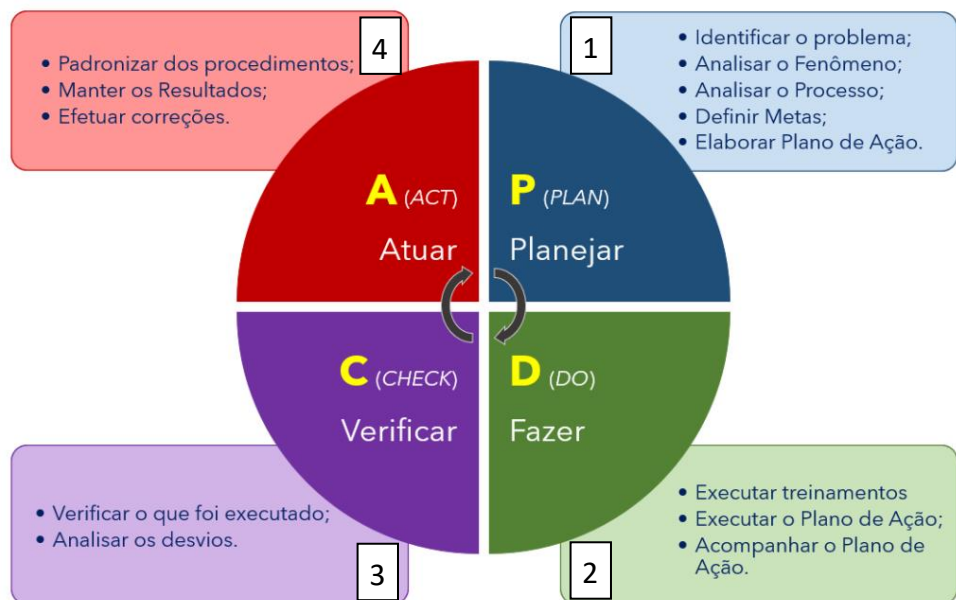 1
• Identificar o problema;
• Analisar o Fenômeno;
• Analisar o Processo;
• Definir Metas;
• Elaborar Plano de Ação.
P (PLAN)
Planejar
D (DO)
Fazer
2
• Executar treinamentos
• Executar o Plano de Ação;
• Acompanhar o Plano de
Ação.
C (CHECK)
Verificar
3
• Verificar o que foi executado;
• Analisar os desvios.
A (ACT)
Atuar
4
• Padronizar dos procedimentos;
• Manter os Resultados;
• Efetuar correções.